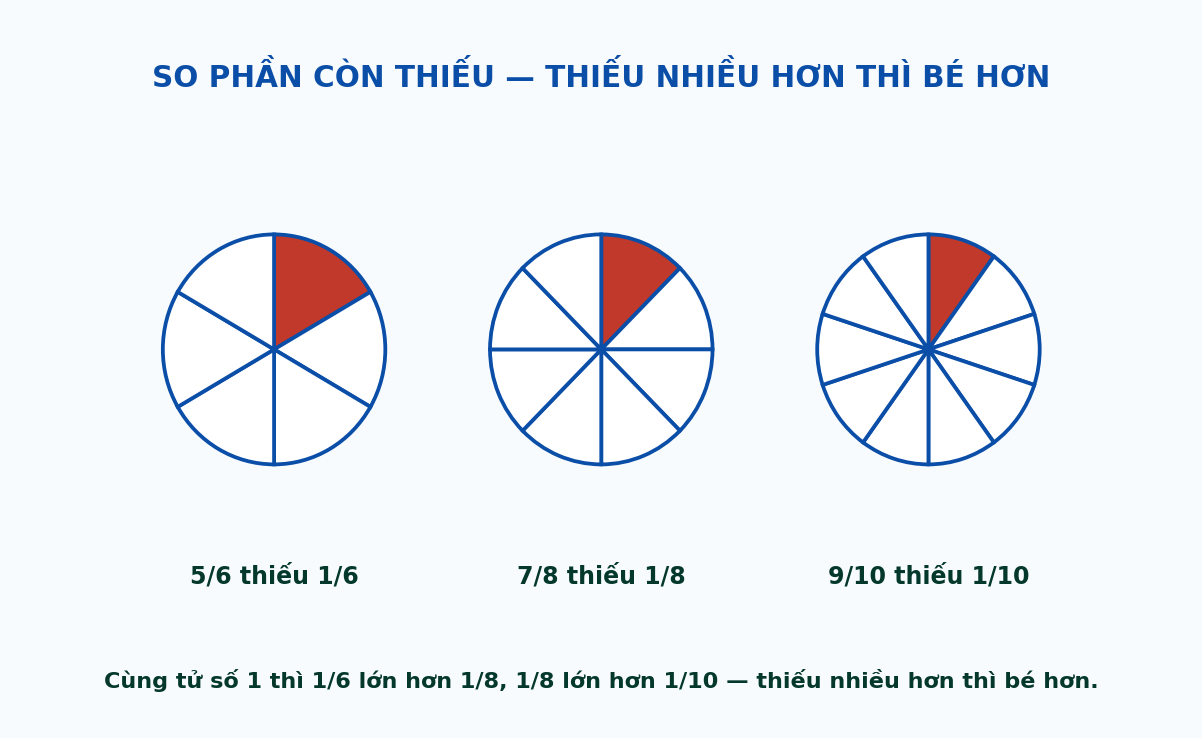 SO PHẦN CÒN THIẾU — THIẾU NHIỀU HƠN THÌ BÉ HƠN
5/6 thiếu 1/6
7/8 thiếu 1/8
9/10 thiếu 1/10
Cùng tử số 1 thì 1/6 lớn hơn 1/8, 1/8 lớn hơn 1/10 — thiếu nhiều hơn thì bé hơn.